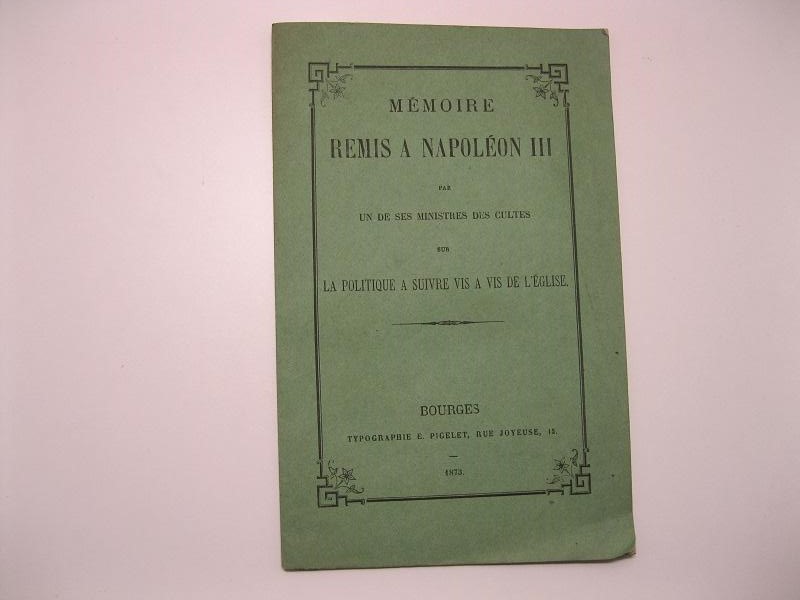 MÉMOIRE
REMIS A NAPOLÉON III
PAR
UN DE SES MINISTRES DES CULTES
SUR
LA POLITIQUE A SUIVRE VIS A VIS DE L'ÉGLISE.
BOURGES
TYPOGRAPHIE E. PIGELET, RUE JOYEUSE, 15.
1873.